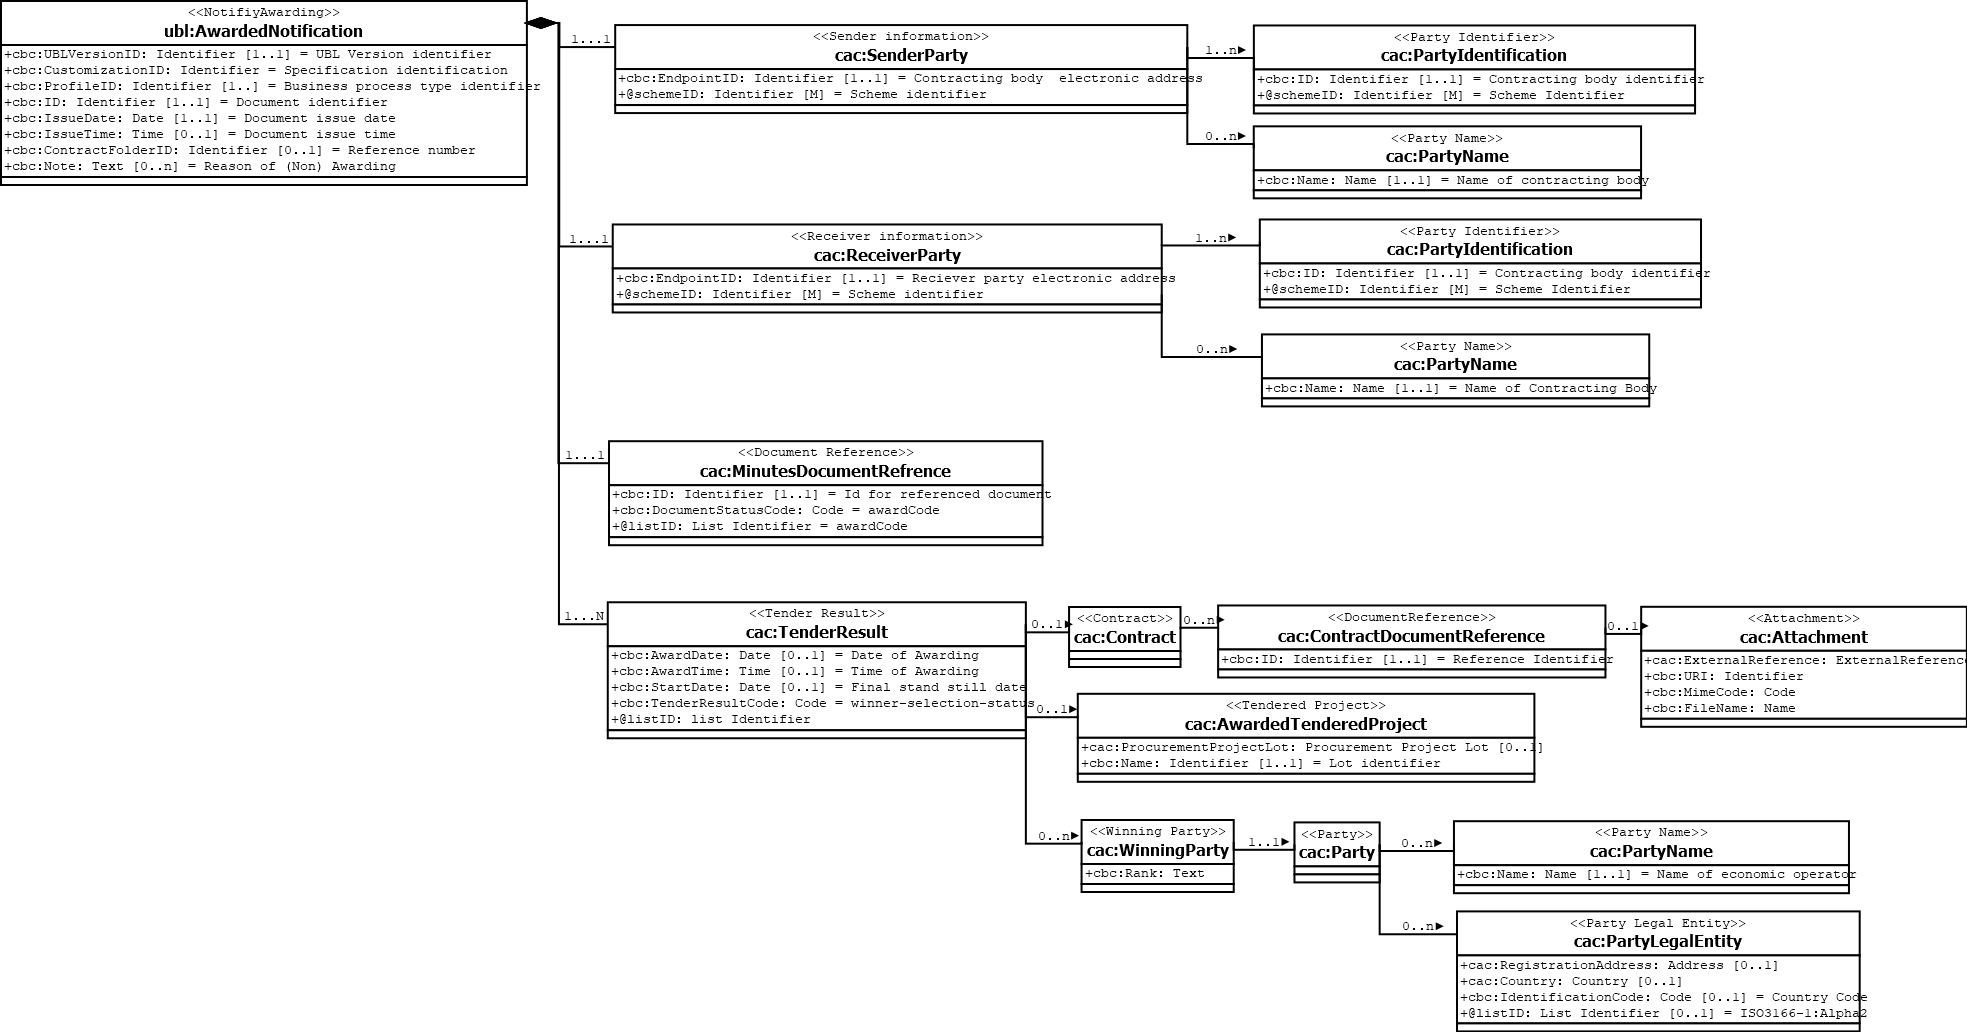 <<NotifiyAwarding>>
ubl:AwardedNotification
+cbc:UBLVersionID: Identifier [1..1] = UBL Version identifier
+cbc:CustomizationID: Identifier = Specification identification
+cbc:ProfileID: Identifier [1..] = Business process type identifier
+cbc:ID: Identifier [1..1] = Document identifier
+cbc:IssueDate: Date [1..1] = Document issue date
+cbc:IssueTime: Time [0..1] = Document issue time
+cbc:ContractFolderID: Identifier [0..1] = Reference number
+cbc:Note: Text [0..n] = Reason of (Non) Awarding
1...1
<<Sender information>>
cac:SenderParty
+cbc:EndpointID: Identifier [1..1] = Contracting body  electronic address
+@schemeID: Identifier [M] = Scheme identifier
1..n
<<Party Identifier>>
cac:PartyIdentification
+cbc:ID: Identifier [1..1] = Contracting body identifier
+@schemeID: Identifier [M] = Scheme Identifier
0..n
<<Party Name>>
cac:PartyName
+cbc:Name: Name [1..1] = Name of contracting body
1...1
<<Receiver information>>
cac:ReceiverParty
+cbc:EndpointID: Identifier [1..1] = Reciever party electronic address
+@schemeID: Identifier [M] = Scheme identifier
1..n
<<Party Identifier>>
cac:PartyIdentification
+cbc:ID: Identifier [1..1] = Contracting body identifier
+@schemeID: Identifier [M] = Scheme Identifier
0..n
<<Party Name>>
cac:PartyName
+cbc:Name: Name [1..1] = Name of Contracting Body
1...1
<<Document Reference>>
cac:MinutesDocumentRefrence
+cbc:ID: Identifier [1..1] = Id for referenced document
+cbc:DocumentStatusCode: Code = awardCode
+@listID: List Identifier = awardCode
1...N
<<Tender Result>>
cac:TenderResult
+cbc:AwardDate: Date [0..1] = Date of Awarding
+cbc:AwardTime: Time [0..1] = Time of Awarding
+cbc:StartDate: Date [0..1] = Final stand still date
+cbc:TenderResultCode: Code = winner-selection-status
+@listID: list Identifier
0..1
<<Contract>>
cac:Contract
0..n
<<DocumentReference>>
cac:ContractDocumentReference
+cbc:ID: Identifier [1..1] = Reference Identifier
0..1
<<Attachment>>
cac:Attachment
+cac:ExternalReference: ExternalReference
+cbc:URI: Identifier
+cbc:MimeCode: Code
+cbc:FileName: Name
0..1
<<Tendered Project>>
cac:AwardedTenderedProject
+cac:ProcurementProjectLot: Procurement Project Lot [0..1]
+cbc:Name: Identifier [1..1] = Lot identifier
0..n
<<Winning Party>>
cac:WinningParty
+cbc:Rank: Text
1..1
<<Party>>
cac:Party
0..n
<<Party Name>>
cac:PartyName
+cbc:Name: Name [1..1] = Name of economic operator
0..n
<<Party Legal Entity>>
cac:PartyLegalEntity
+cac:RegistrationAddress: Address [0..1]
+cac:Country: Country [0..1]
+cbc:IdentificationCode: Code [0..1] = Country Code
+@listID: List Identifier [0..1] = ISO3166-1:Alpha2